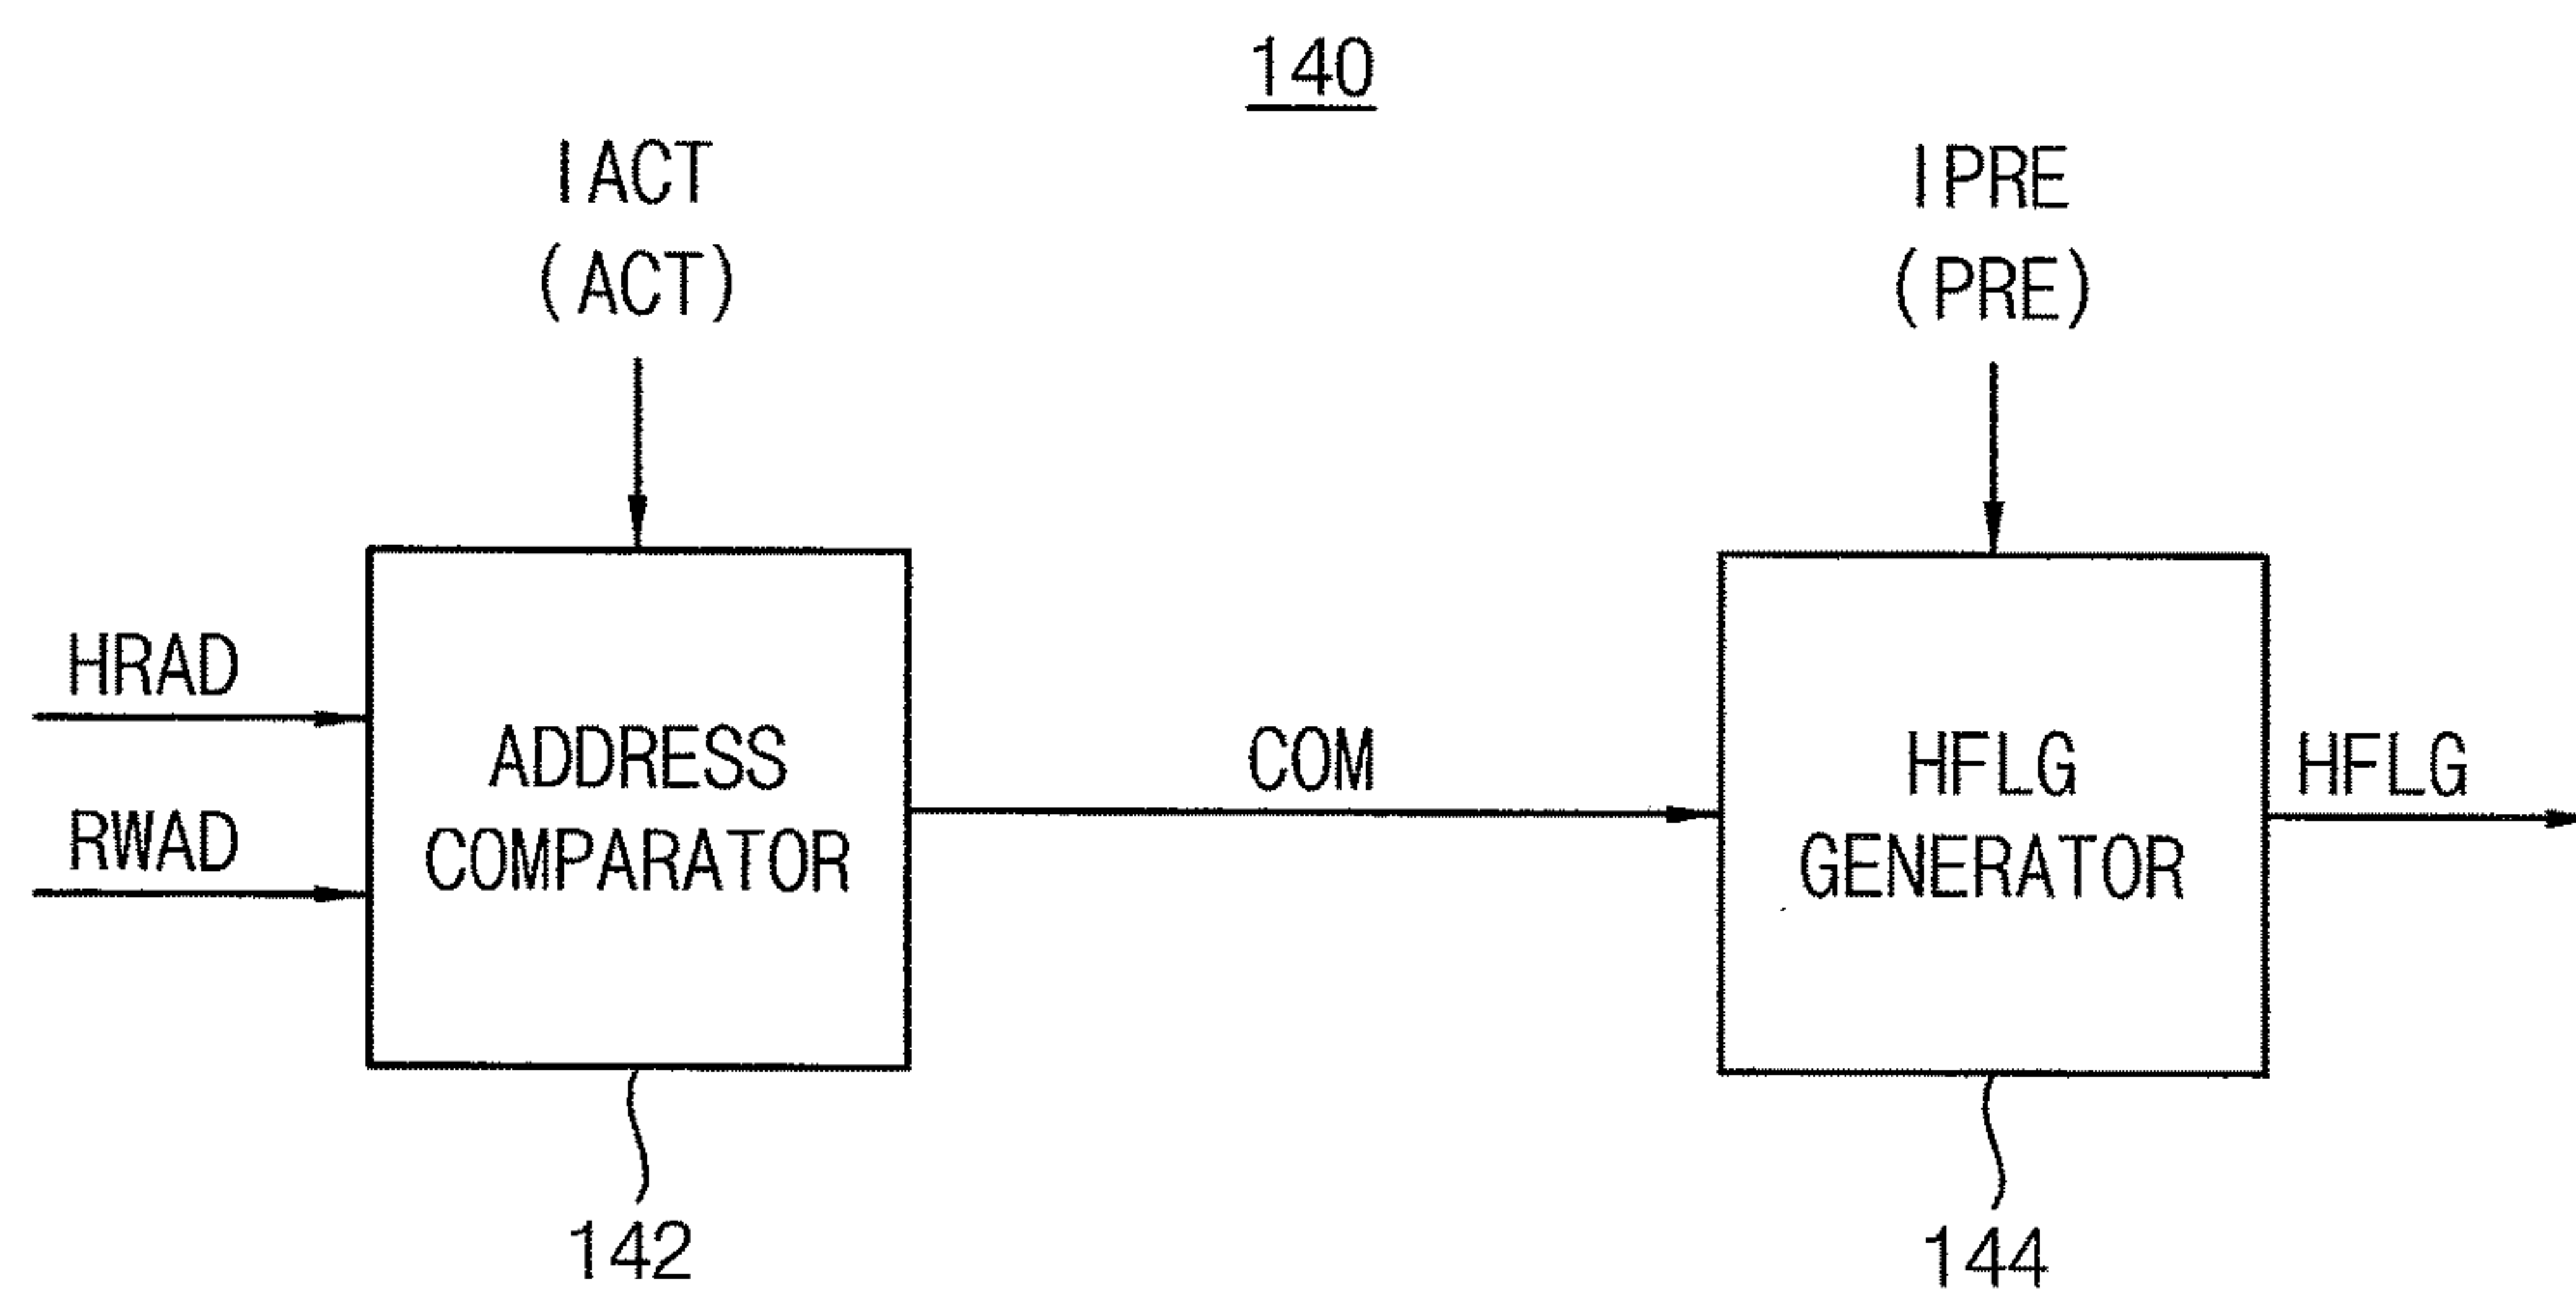 140
IACT
(ACT)
IPRE
(PRE)
HRAD
RWAD
ADDRESS
COMPARATOR
COM
HFLG
GENERATOR
HFLG
142
144